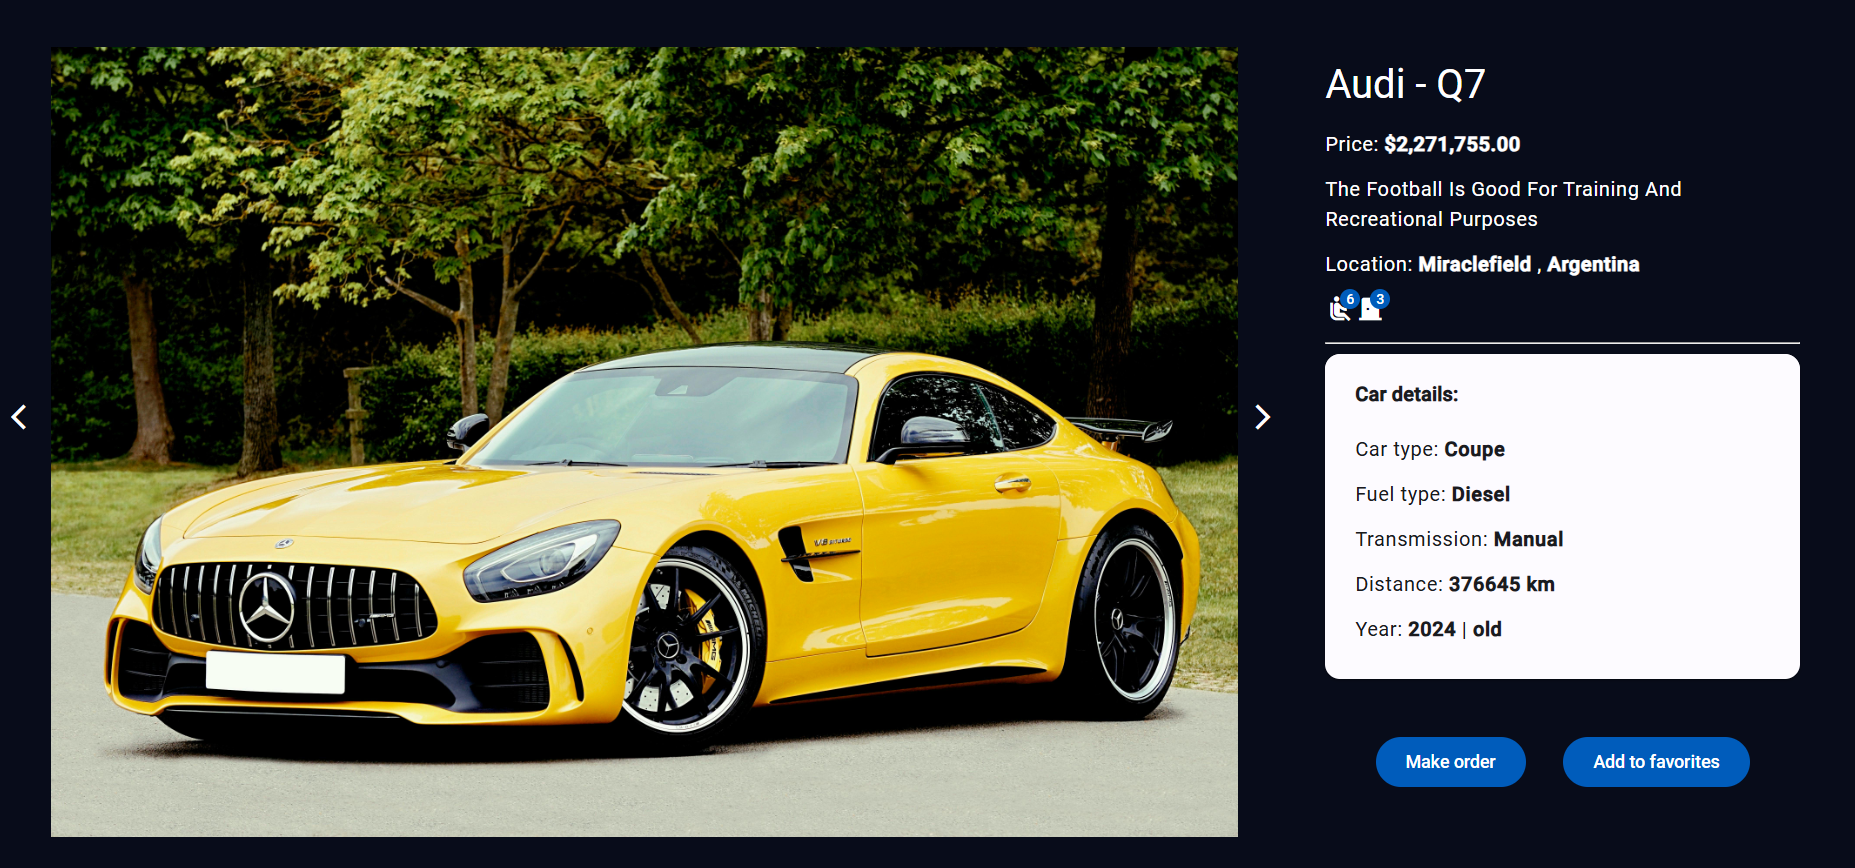 Audi - Q7
Price: $2,271,755.00
The Football Is Good For Training And
Recreational Purposes
Location: Miraclefield , Argentina
6 3
Car details:
Car type: Coupe
Fuel type: Diesel
Transmission: Manual
Distance: 376645 km
Year: 2024 | old
Make order
Add to favorites